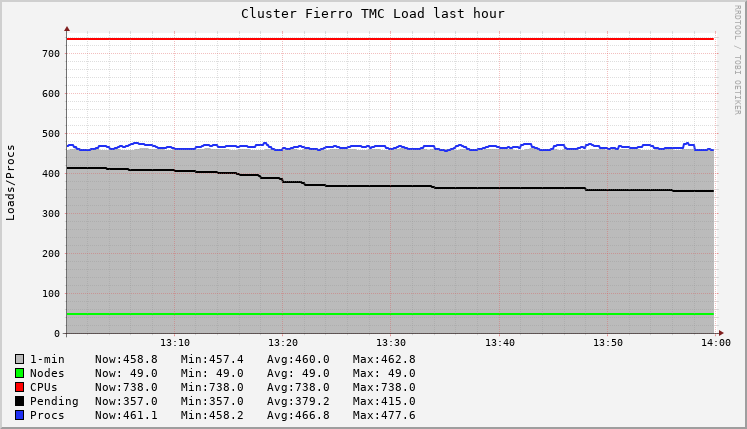 Cluster Fierro TMC Load last hour
RRDTOOL / TOBI OETIKER
Loads/Procs
700
600
500
400
300
200
100
0
13:10 13:20 13:30 13:40 13:50 14:00
1-min Now:458.8 Min:457.4 Avg:460.0 Max:462.8
Nodes Now: 49.0 Min: 49.0 Avg: 49.0 Max: 49.0
CPUs Now:738.0 Min:738.0 Avg:738.0 Max:738.0
Pending Now:357.0 Min:357.0 Avg:379.2 Max:415.0
Procs Now:461.1 Min:458.2 Avg:466.8 Max:477.6